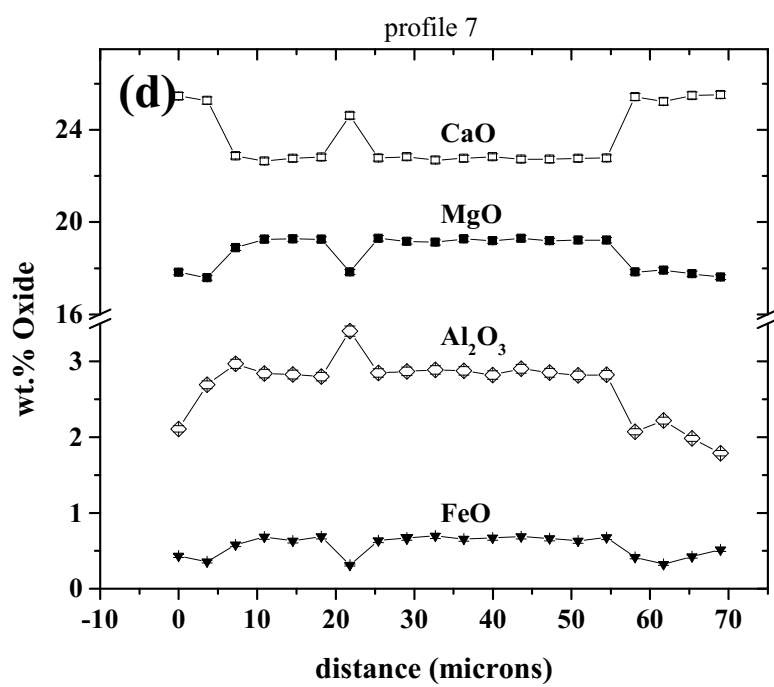 profile 7
(d)
24
CaO
MgO
20
wt.% Oxide
16
Al₂O₃
3
2
FeO
1
0
-10 0 10 20 30 40 50 60 70
distance (microns)